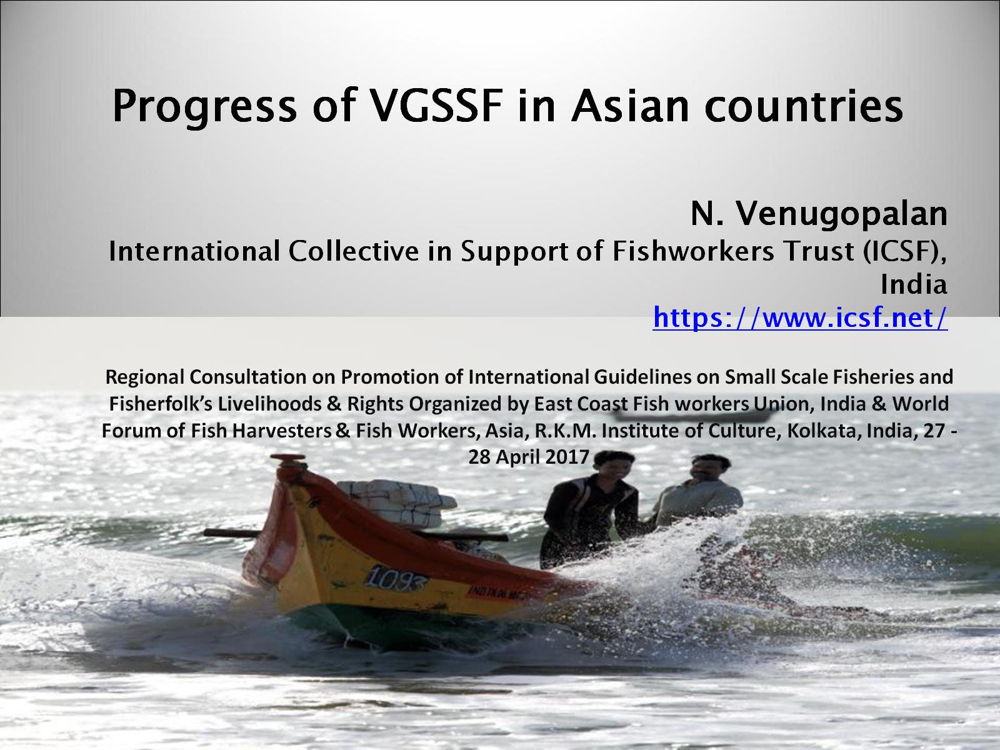 Progress of VGSSF in Asian countries
N. Venugopalan
International Collective in Support of Fishworkers Trust (ICSF),
India
https://www.icsf.net/
Regional Consultation on Promotion of International Guidelines on Small Scale Fisheries and
Fisherfolk’s Livelihoods & Rights Organized by East Coast Fish workers Union, India & World
Forum of Fish Harvesters & Fish Workers, Asia, R.K.M. Institute of Culture, Kolkata, India, 27 -
28 April 2017
1093